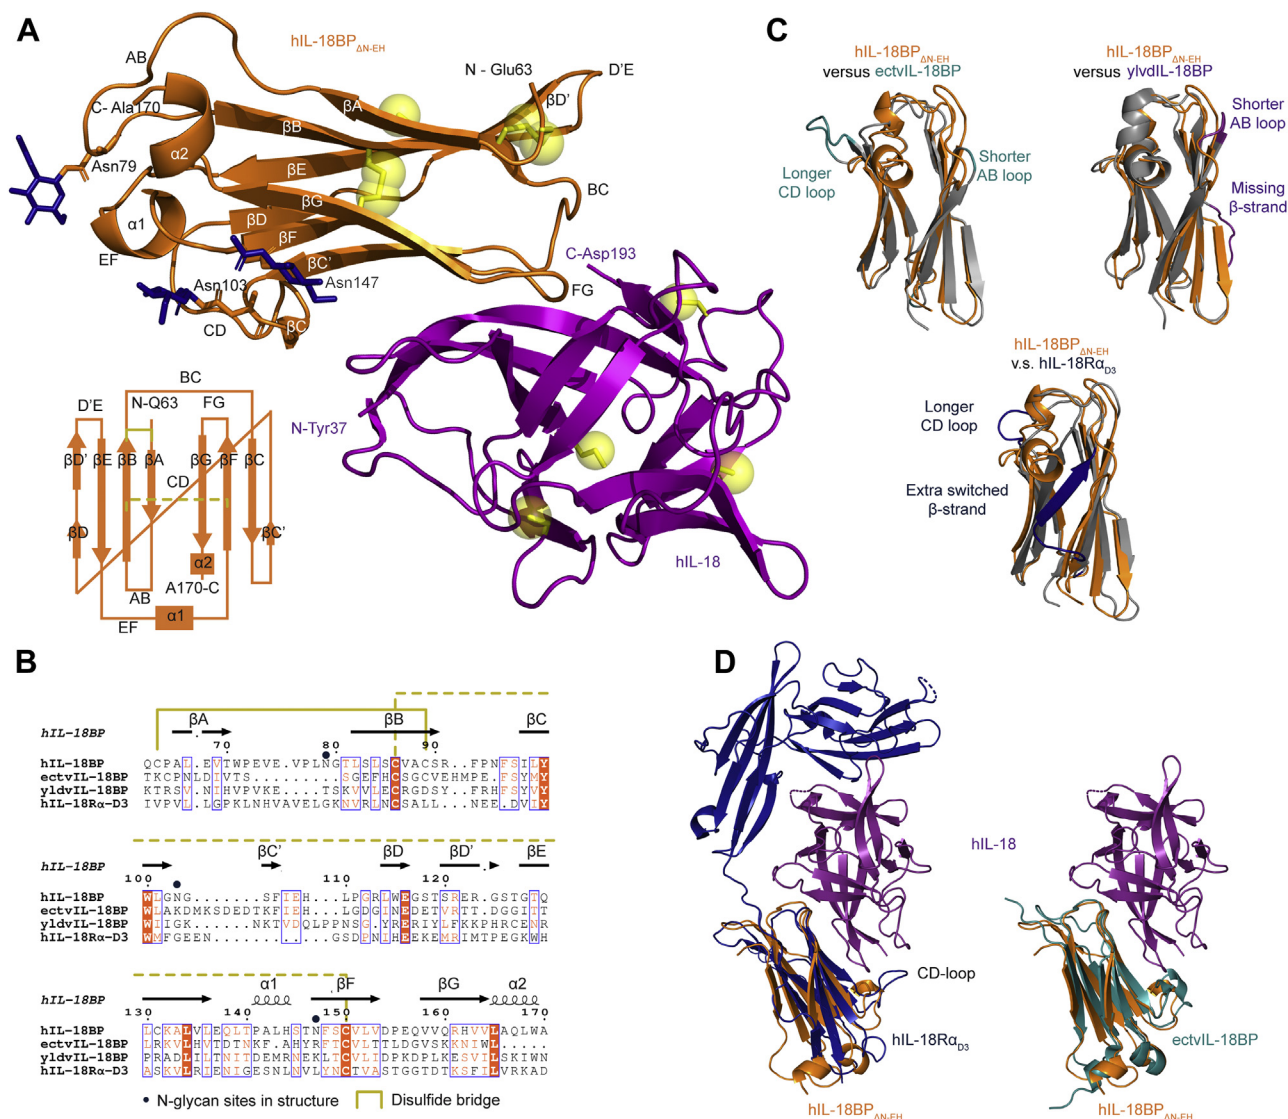 A
AB
hIL-18BPΔN-EH
N - Glu63
D'E
βD'
C- Ala170
βA
βB
α2
Asn79
βE
BC
βG
α1
βD
βF
EF
βC'
C-Asp193
Asn103
Asn147
FG
CD
βC
N-Tyr37
hIL-18
BC
D'E
N-Q63
FG
βD'
βE
βB
βA
βG
βF
βC
CD
βD
βC'
α2
A170-C
AB
EF
α1
C
hIL-18BPΔN-EH
versus ectvIL-18BP
Longer
CD loop
Shorter
AB loop
hIL-18BPΔN-EH
versus ylvdIL-18BP
Shorter
AB loop
Missing
β-strand
hIL-18BPΔN-EH
v.s. hIL-18RαD3
Longer
CD loop
Extra switched
β-strand
B
hIL-18BP βA βB βC
70 80 90
hIL-18BP QCPAL.EVTWPEVE.VPLNGTLSLSCVACSR.FPNFSILY
ectvIL-18BP TKCPNLDIVTS.......SGEFHCSGCVEHMPE.FSYMY
yldvIL-18BP KTRSV.NIHVPVKE....TSKVVLECRGDSY.FRHFSYVY
hIL-18Rα-D3 IVPVL.LGPKLNHVAVELGKNVRLNCSALL...NEE.DVIY
hIL-18BP βC' βD βD' βE
100 110 120
hIL-18BP WLGNG......SFIEH...LPGRLWEGSTSRER.GSTGTQ
ectvIL-18BP WLAKDMKSDEDTKFIEH..LGDGINEDETVRTT.DGGITT
yldvIL-18BP WIIGK......NKTVDQLPPNSGYRERIYLFKKPHRCENR
hIL-18Rα-D3 WMFGEEN.........GSDPNIHEEKEMRIMTPEGKWH
hIL-18BP α1 βF βG α2
130 140 150 160 170
hIL-18BP LCKALVLEQLTPALHSTNFSCVLVDPEQVVQRHVVLAQLWA
ectvIL-18BP LRKVLHVTDTNKFAHYRFTCVLTTLDGVSKKNIWL.....
yldvIL-18BP PRADLILTNITDEMRNEKLTCVLIDPKDPLKESVILSKIWN
hIL-18Rα-D3 ASKVLRIENIGESNLNVLYNCTVASTGGTDTKSFILVRKAD
N-glycan sites in structure
Disulfide bridge
D
hIL-18
CD-loop
hIL-18RαD3
hIL-18BPΔN-EH
ectvIL-18BP
hIL-18BPΔN-EH